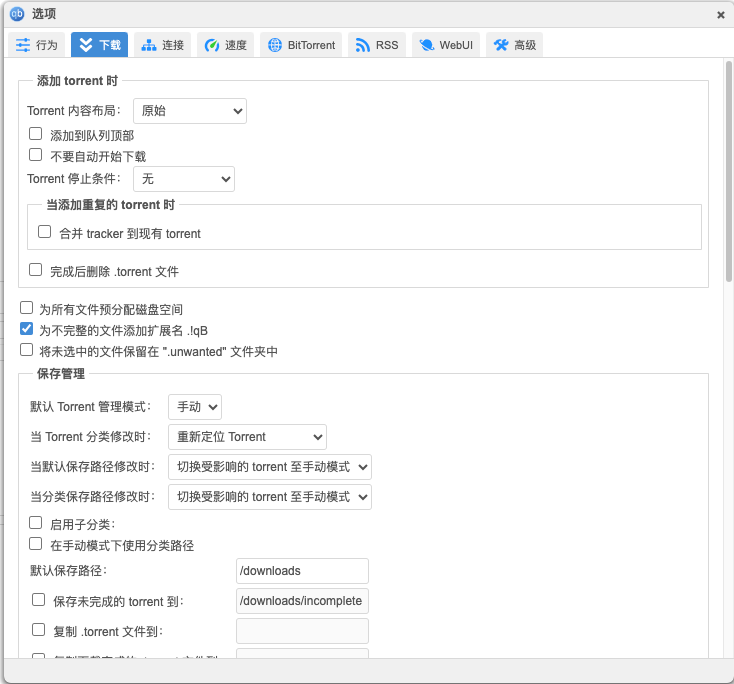 qb 选项 ×
行为 下载 连接 速度 BitTorrent RSS WebUI 高级
添加 torrent 时
Torrent 内容布局： 原始
添加到队列顶部
不要自动开始下载
Torrent 停止条件： 无
当添加重复的 torrent 时
合并 tracker 到现有 torrent
完成后删除 .torrent 文件
为所有文件预分配磁盘空间
为不完整的文件添加扩展名 .!qB
将未选中的文件保留在 ".unwanted" 文件夹中
保存管理
默认 Torrent 管理模式： 手动
当 Torrent 分类修改时： 重新定位 Torrent
当默认保存路径修改时： 切换受影响的 torrent 至手动模式
当分类保存路径修改时： 切换受影响的 torrent 至手动模式
启用子分类：
在手动模式下使用分类路径
默认保存路径： /downloads
保存未完成的 torrent 到： /downloads/incomplete
复制 .torrent 文件到：